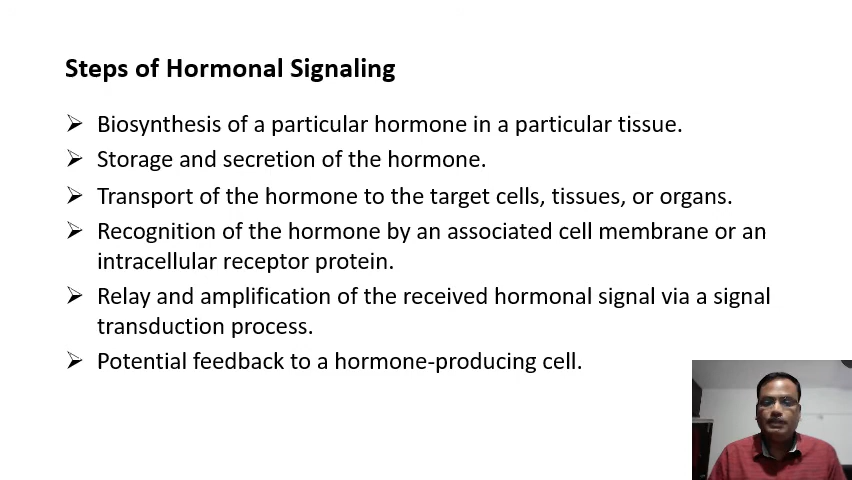 Steps of Hormonal Signaling
➢ Biosynthesis of a particular hormone in a particular tissue.
➢ Storage and secretion of the hormone.
➢ Transport of the hormone to the target cells, tissues, or organs.
➢ Recognition of the hormone by an associated cell membrane or an
intracellular receptor protein.
➢ Relay and amplification of the received hormonal signal via a signal
transduction process.
➢ Potential feedback to a hormone-producing cell.